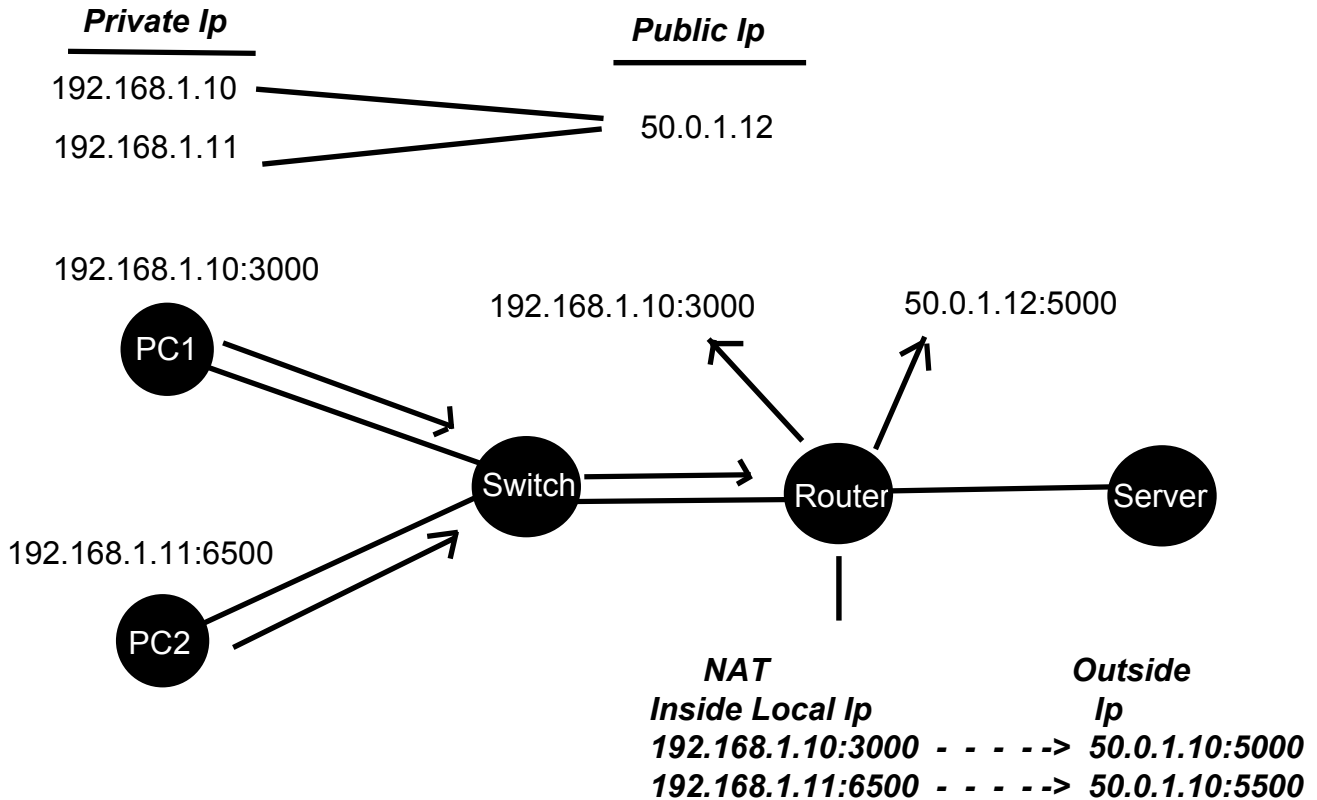 Private Ip
Public Ip
192.168.1.10
50.0.1.12
192.168.1.11
192.168.1.10:3000
192.168.1.10:3000
50.0.1.12:5000
PC1
Switch
Router
Server
192.168.1.11:6500
PC2
NAT
Outside
Inside Local Ip
Ip
192.168.1.10:3000 - - - - -> 50.0.1.10:5000
192.168.1.11:6500 - - - - -> 50.0.1.10:5500